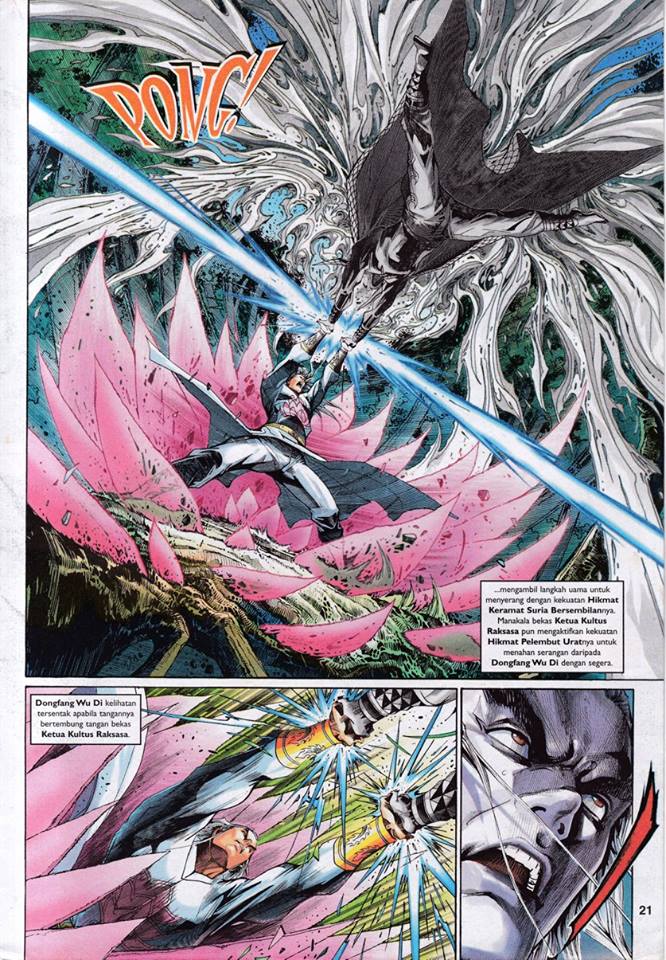 PONG!
...mengambil langkah uama untuk
menyerang dengan kekuatan Hikmat
Keramat Suria Bersembilannya.
Manakala bekas Ketua Kultus
Raksasa pun mengaktifkan kekuatan
Hikmat Pelembut Uratnya untuk
menahan serangan daripada
Dongfang Wu Di dengan segera.
Dongfang Wu Di kelihatan
tersentak apabila tangannya
bertembung tangan bekas
Ketua Kultus Raksasa.
21